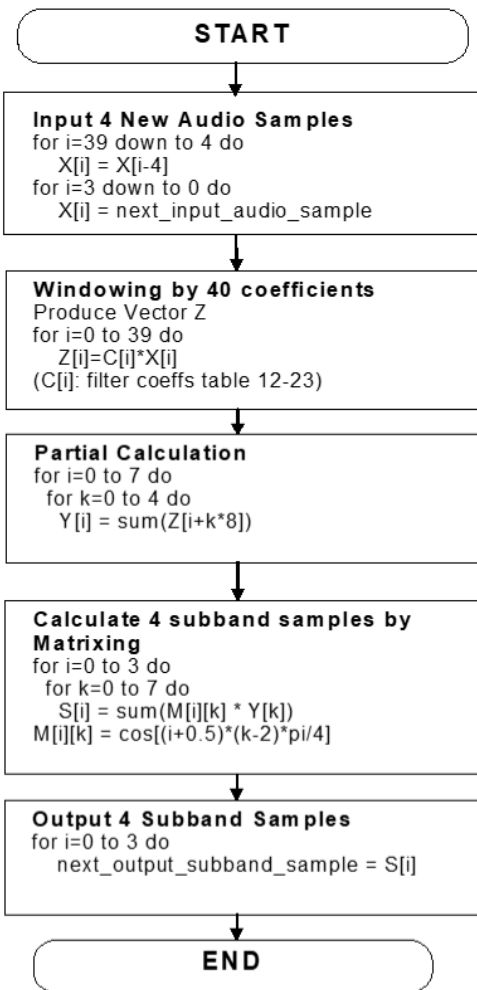 START
Input 4 New Audio Samples
for i=39 down to 4 do
X[i] = X[i-4]
for i=3 down to 0 do
X[i] = next_input_audio_sample
Windowing by 40 coefficients
Produce Vector Z
for i=0 to 39 do
Z[i]=C[i]*X[i]
(C[i]: filter coeffs table 12-23)
Partial Calculation
for i=0 to 7 do
for k=0 to 4 do
Y[i] = sum(Z[i+k*8])
Calculate 4 subband samples by
Matrixing
for i=0 to 3 do
for k=0 to 7 do
S[i] = sum(M[i][k] * Y[k])
M[i][k] = cos[(i+0.5)*(k-2)*pi/4]
Output 4 Subband Samples
for i=0 to 3 do
next_output_subband_sample = S[i]
END